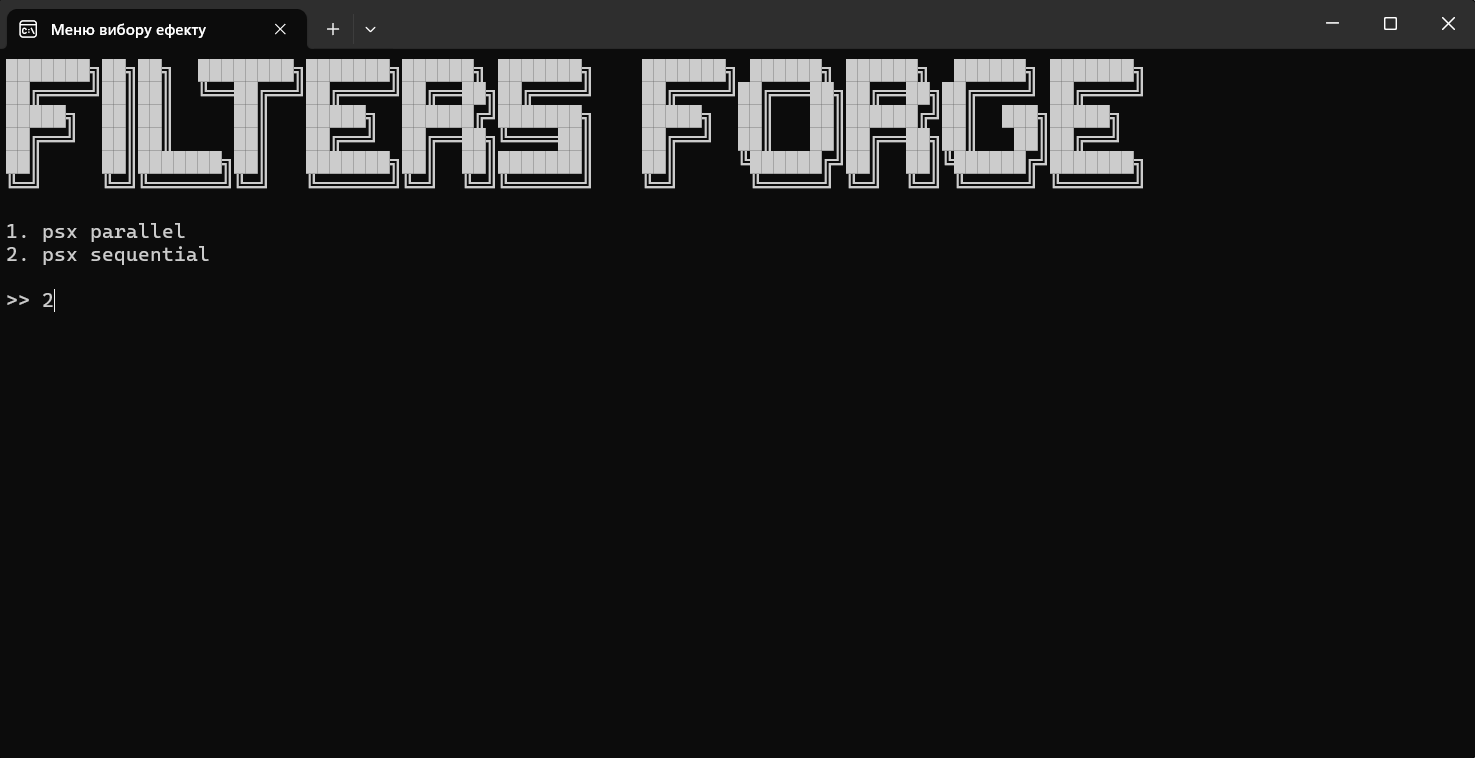 Меню вибору ефекту
FILTERS FORGE
1. psx parallel
2. psx sequential
>> 2